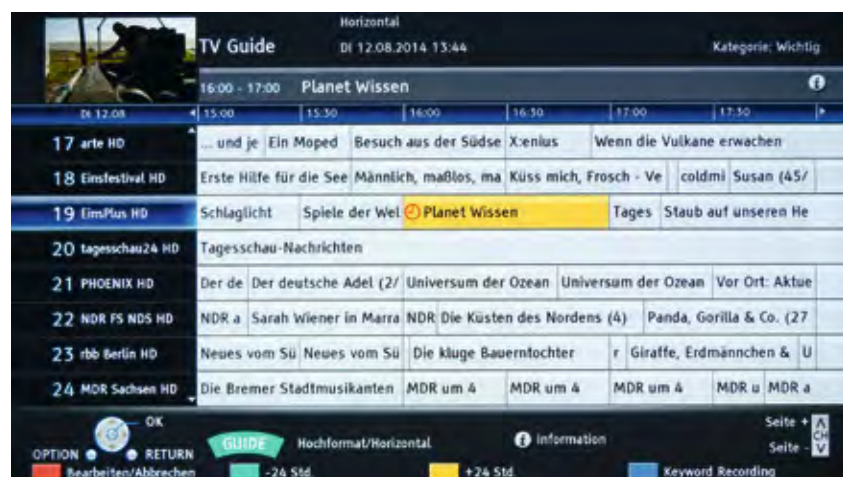 Horizontal
TV Guide DI 12.08.2014 13:44 Kategorie: Wichtig
16:00 - 17:00 Planet Wissen
DI 12.08 15:00 15:30 16:00 16:30 17:00 17:30
17 arte HD ... und je Ein Moped Besuch aus der Südse X:enius Wenn die Vulkane erwachen
18 Einsfestival HD Erste Hilfe für die See Männlich, maßlos, ma Küss mich, Frosch - Ve coldmi Susan (45/
19 EinsPlus HD Schlaglicht Spiele der Wel Planet Wissen Tages Staub auf unseren He
20 tagesschau24 HD Tagesschau-Nachrichten
21 PHOENIX HD Der de Der deutsche Adel (2/ Universum der Ozean Universum der Ozean Vor Ort: Aktue
22 NDR FS NDS HD NDR a Sarah Wiener in Marra NDR Die Küsten des Nordens (4) Panda, Gorilla & Co. (27
23 rbb Berlin HD Neues vom Sü Neues vom Sü Die kluge Bauerntochter r Giraffe, Erdmännchen & U
24 MDR Sachsen HD Die Bremer Stadtmusikanten MDR um 4 MDR um 4 MDR um 4 MDR u MDR a
OK Seite +
GUIDE Hochformat/Horizontal Information CH
OPTION RETURN Seite -
Bearbeiten/Abbrechen -24 Std. +24 Std. Keyword Recording